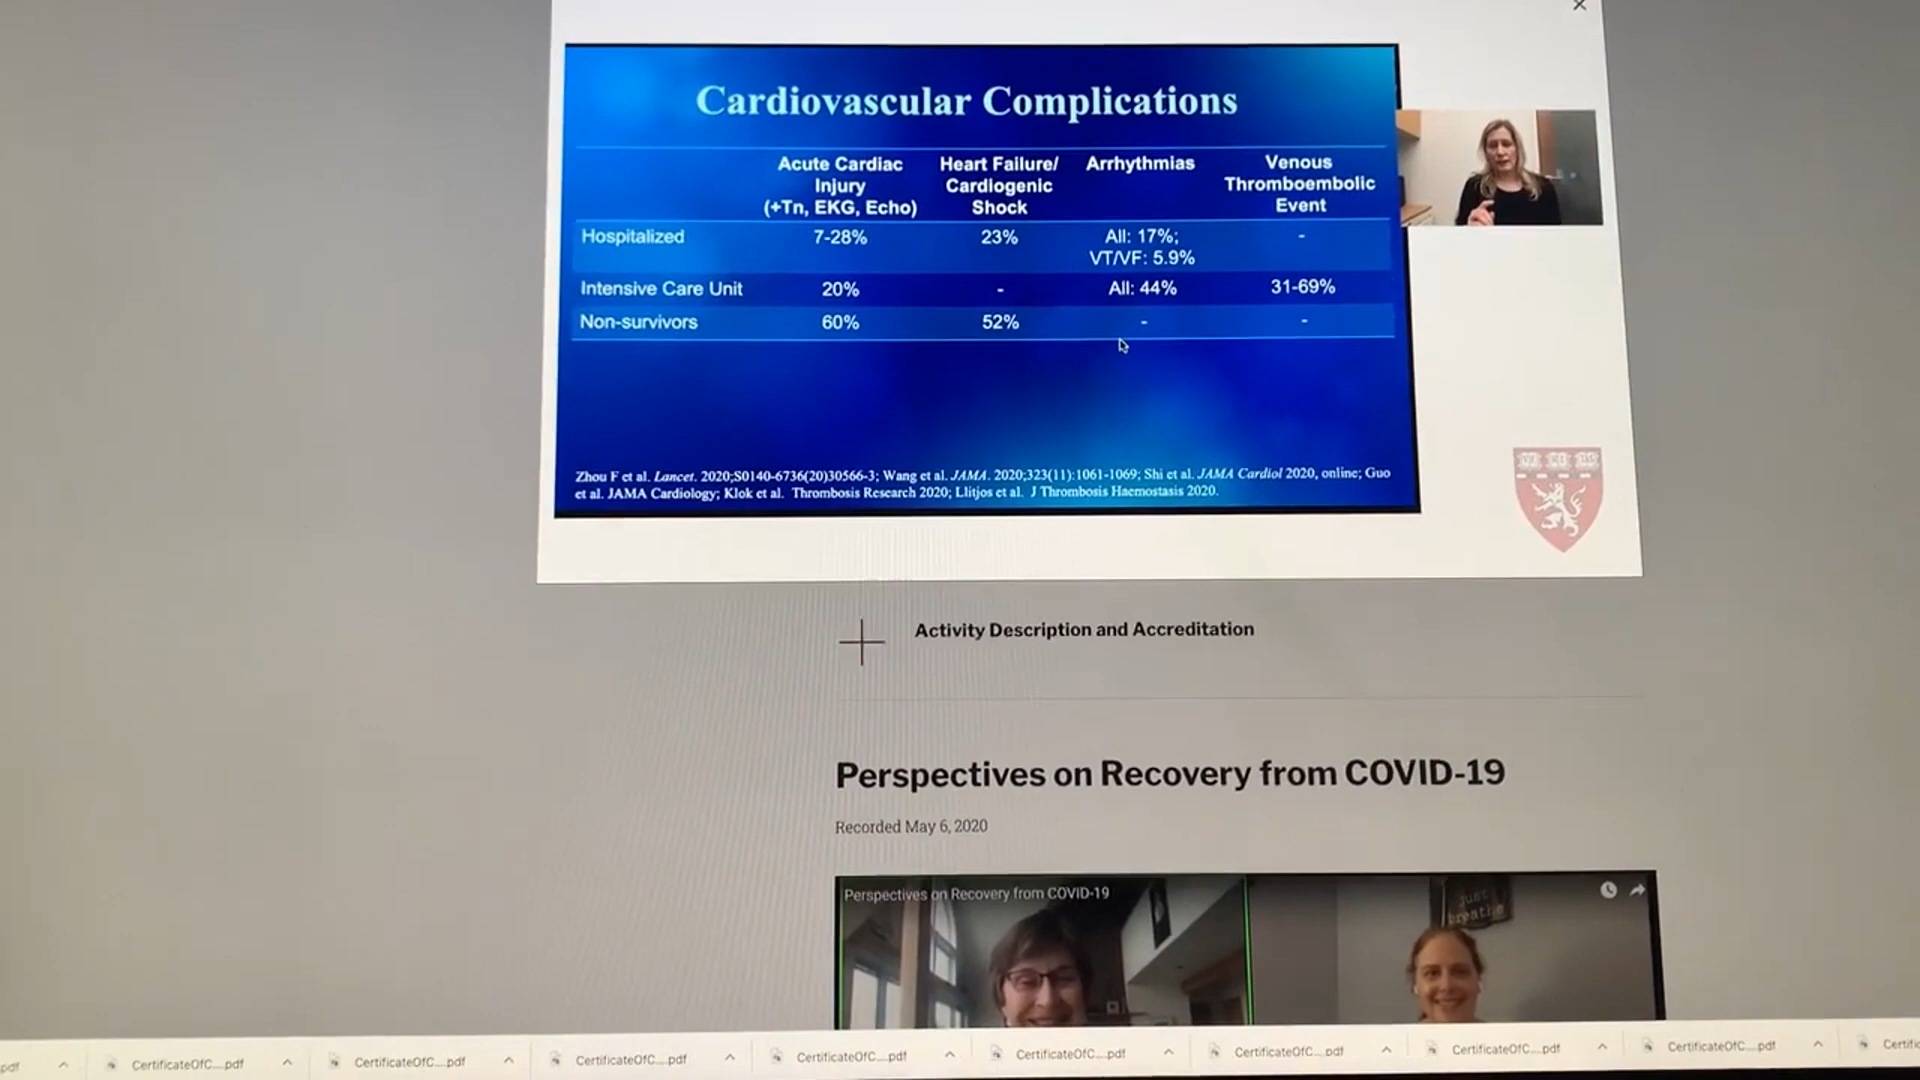 Cardiovascular Complications
Acute Cardiac Injury (+Tn, EKG, Echo)
Heart Failure/ Cardiogenic Shock
Arrhythmias
Venous Thromboembolic Event
Hospitalized 7-28% 23% All: 17%; VT/VF: 5.9% -
Intensive Care Unit 20% - All: 44% 31-69%
Non-survivors 60% 52% - -
Zhou F et al. Lancet. 2020;S0140-6736(20)30566-3; Wang et al. JAMA. 2020;323(11):1061-1069; Shi et al. JAMA Cardiol 2020, online; Guo
et al. JAMA Cardiology; Klok et al. Thrombosis Research 2020; Llitjos et al. J Thrombosis Haemostasis 2020.
VE RI TAS
Activity Description and Accreditation
Perspectives on Recovery from COVID-19
Recorded May 6, 2020
Perspectives on Recovery from COVID-19
just
breathe
pdf CertificateOfC....pdf CertificateOfC....pdf CertificateOfC....pdf CertificateOfC....pdf CertificateOfC....pdf CertificateOfC....pdf CertificateOfC....pdf CertificateOfC....pdf